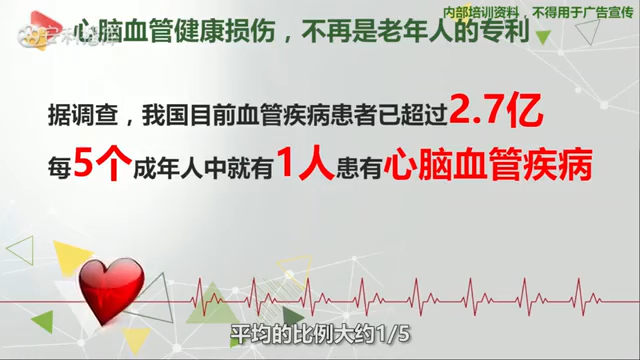 内部培训资料，不得用于广告宣传
心脑血管健康损伤，不再是老年人的专利
据调查，我国目前血管疾病患者已超过2.7亿
每5个成年人中就有1人患有心脑血管疾病
平均的比例大约1/5